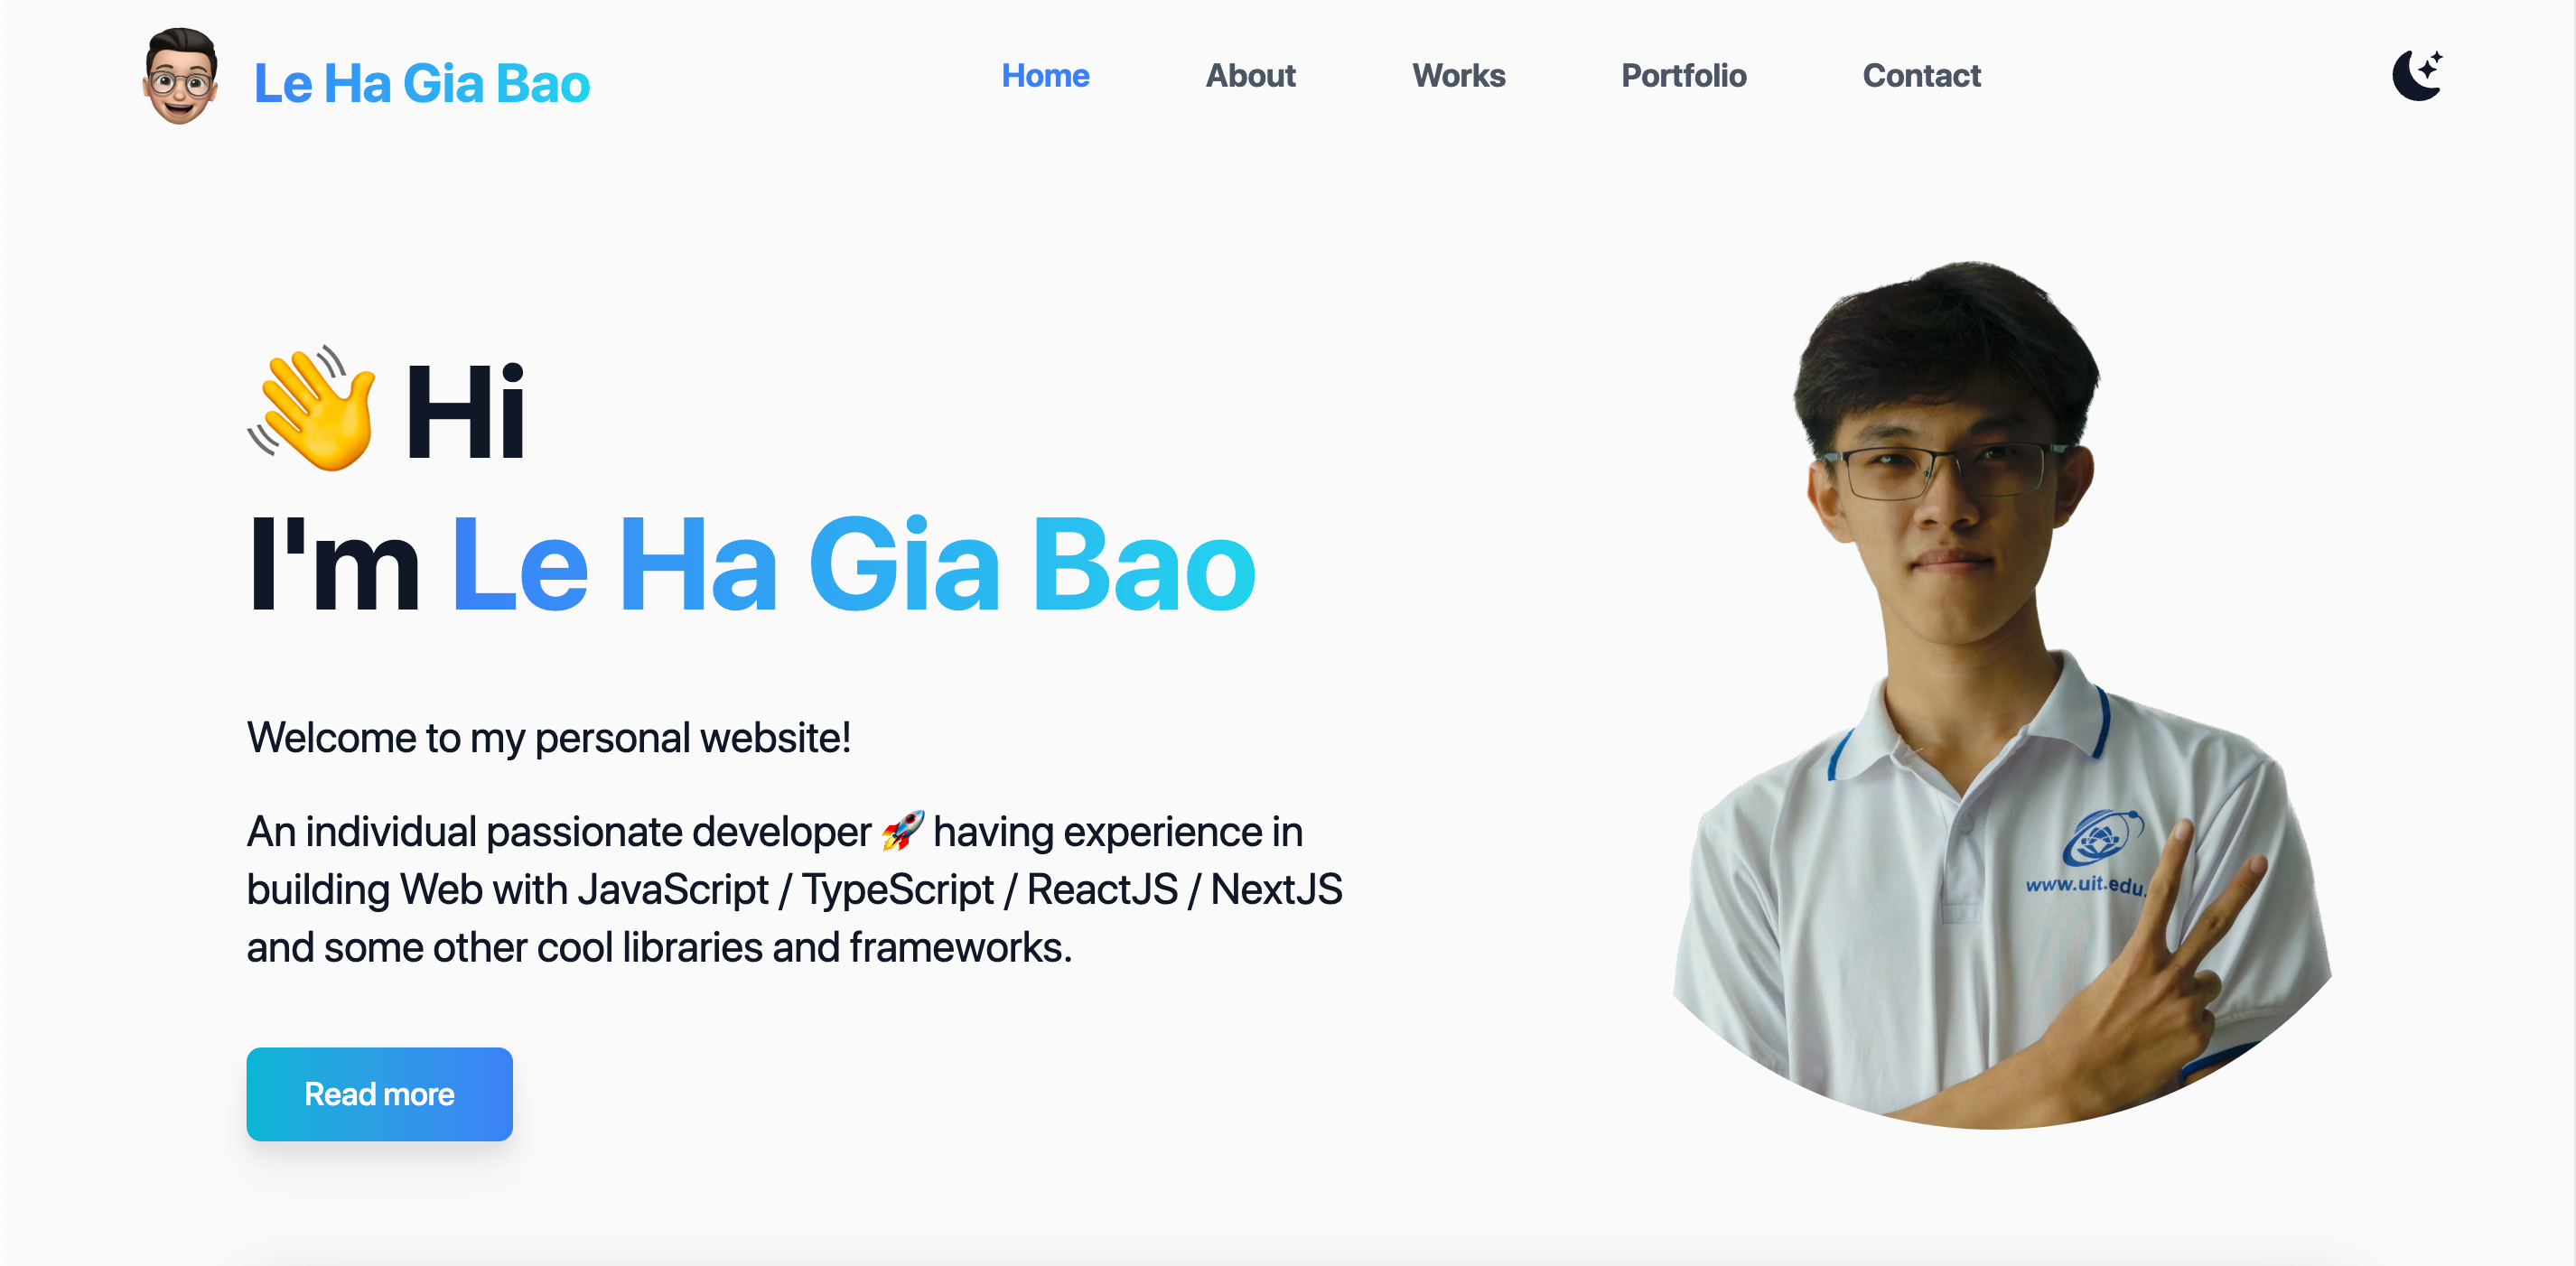 Le Ha Gia Bao
Home
About
Works
Portfolio
Contact
👋 Hi
I'm Le Ha Gia Bao
Welcome to my personal website!
An individual passionate developer 🚀 having experience in
building Web with JavaScript / TypeScript / ReactJS / NextJS
and some other cool libraries and frameworks.
www.uit.edu.
Read more